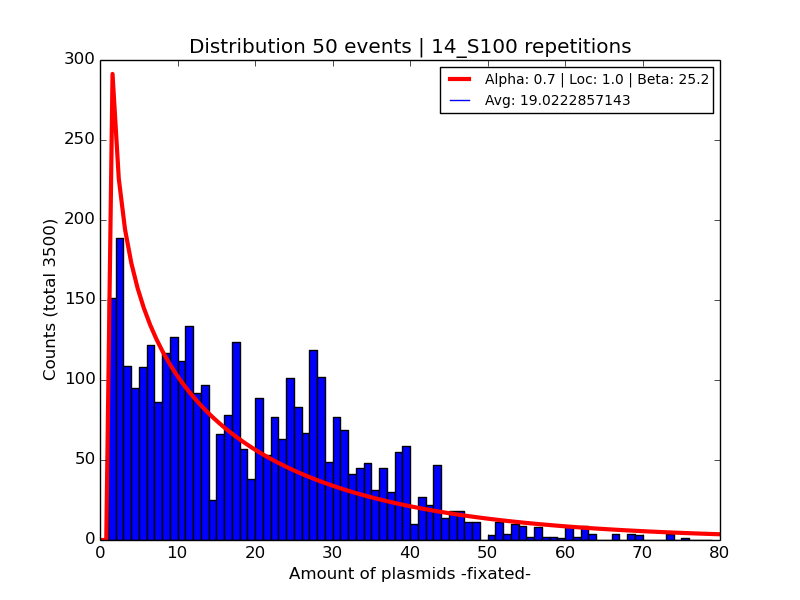 Distribution 50 events | 14_S100 repetitions
Alpha: 0.7 | Loc: 1.0 | Beta: 25.2
Avg: 19.0222857143
300
250
200
150
100
50
0
Counts (total 3500)
0 10 20 30 40 50 60 70 80
Amount of plasmids -fixated-